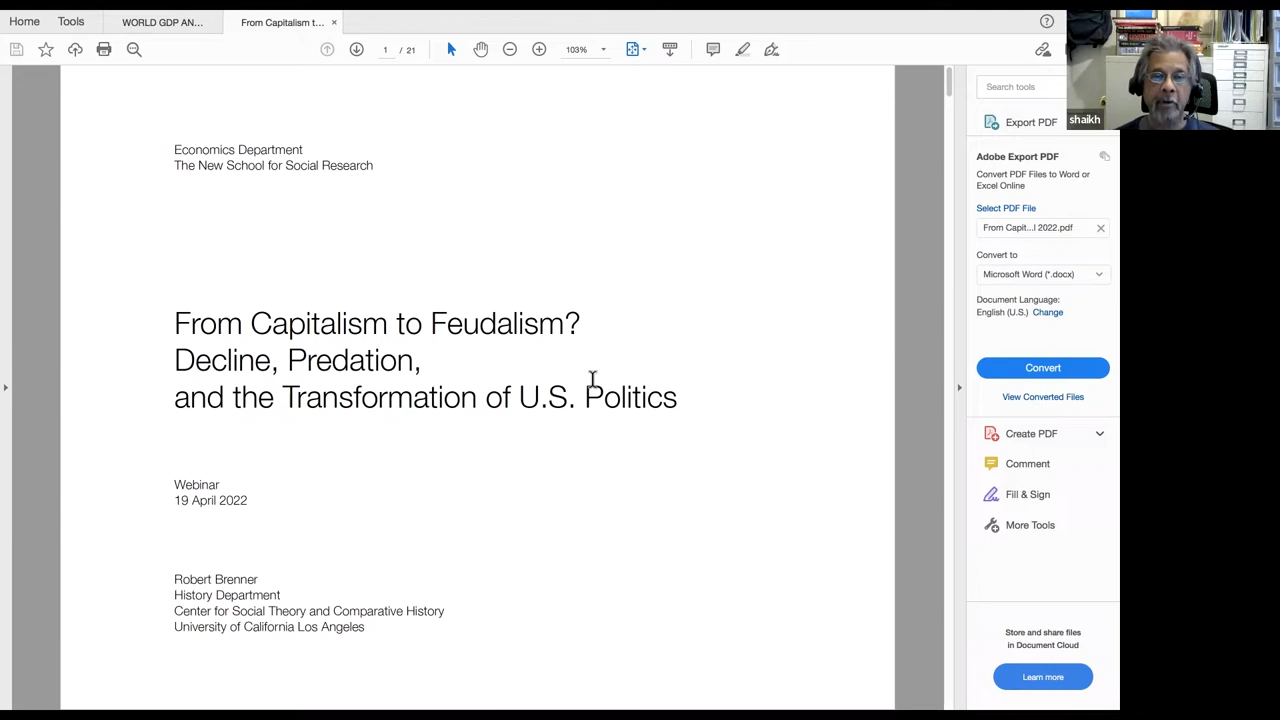 Home
Tools
WORLD GDP AN...
From Capitalism t...
×
1 / 21
103%
shaikh
Search tools
Export PDF
Adobe Export PDF
Convert PDF Files to Word or
Excel Online
Select PDF File
From Capit...l 2022.pdf
Convert to
Microsoft Word (*.docx)
Document Language:
English (U.S.) Change
Convert
View Converted Files
Create PDF
Comment
Fill & Sign
More Tools
Store and share files
in Document Cloud
Learn more
Economics Department
The New School for Social Research
From Capitalism to Feudalism?
Decline, Predation,
and the Transformation of U.S. Politics
Webinar
19 April 2022
Robert Brenner
History Department
Center for Social Theory and Comparative History
University of California Los Angeles